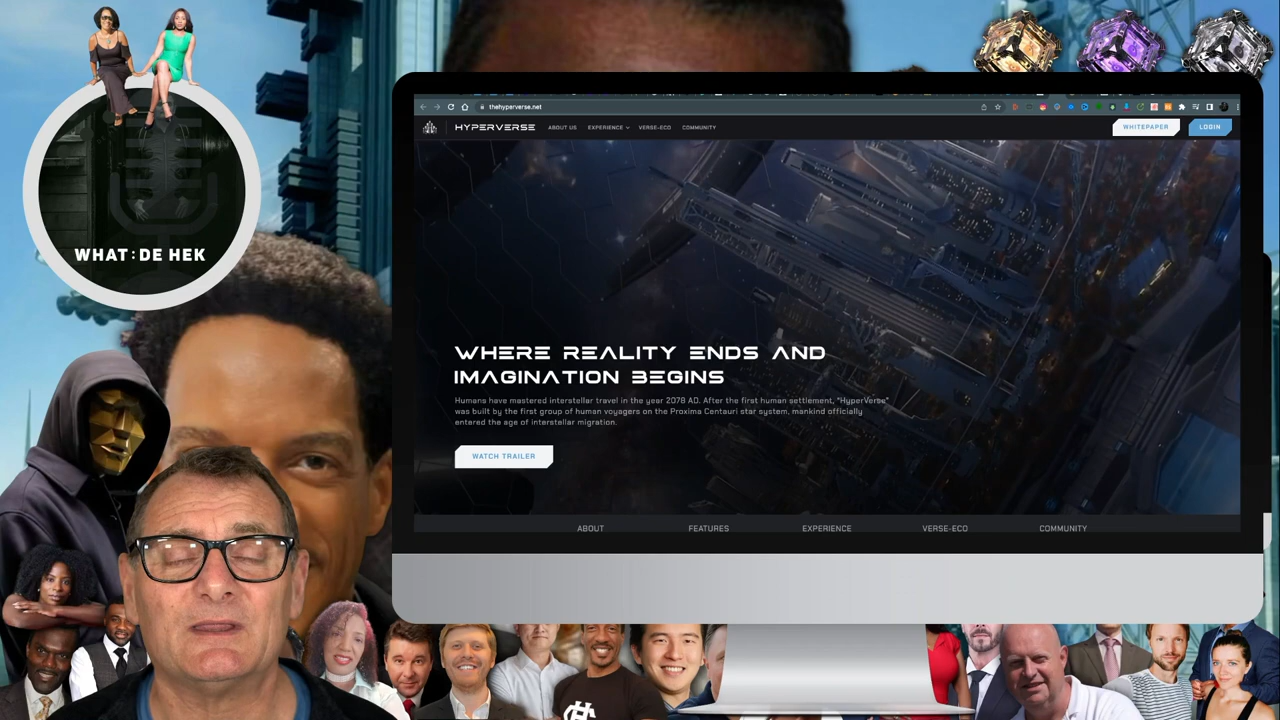 WHAT:DE HEK
thehyperverse.net
HYPERVERSE ABOUT US EXPERIENCE VERSE-ECO COMMUNITY WHITEPAPER LOGIN
WHERE REALITY ENDS AND
IMAGINATION BEGINS
Humans have mastered interstellar travel in the year 2078 AD. After the first human settlement, "HyperVerse"
was built by the first group of human voyagers on the Proxima Centauri star system, mankind officially
entered the age of interstellar migration.
WATCH TRAILER
ABOUT FEATURES EXPERIENCE VERSE-ECO COMMUNITY